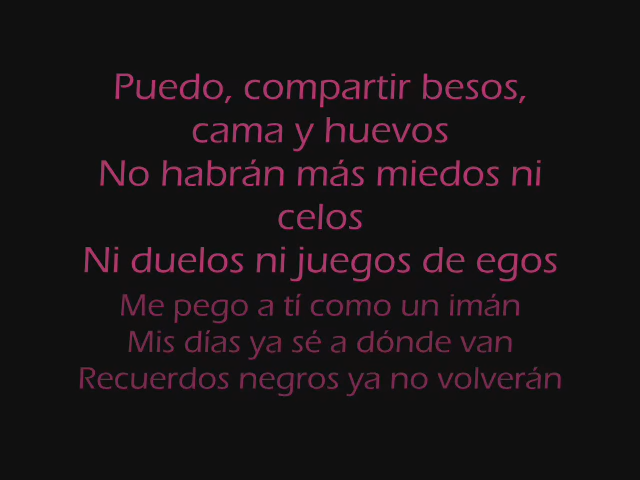 Puedo, compartir besos,
cama y huevos
No habrán más miedos ni
celos
Ni duelos ni juegos de egos
Me pego a tí como un imán
Mis días ya sé a dónde van
Recuerdos negros ya no volverán